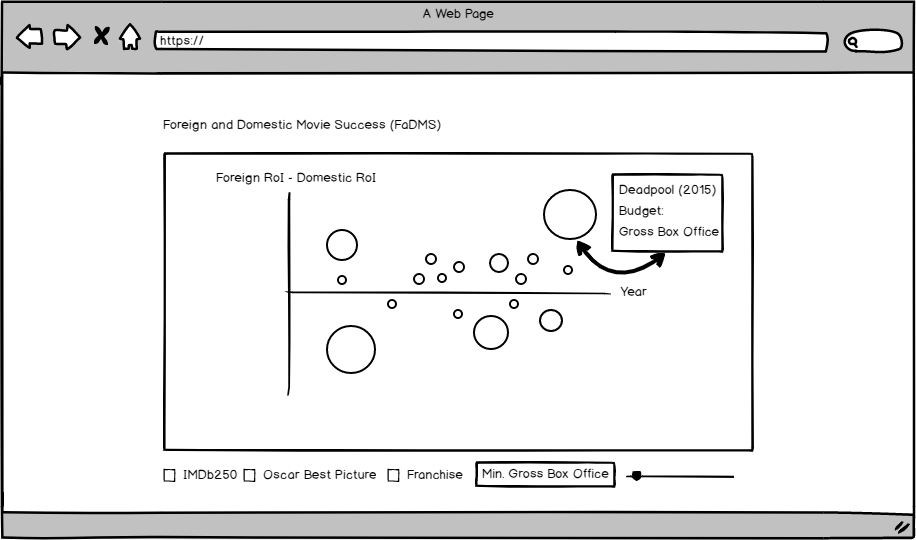 A Web Page
https://
Foreign and Domestic Movie Success (FaDMS)
Foreign RoI - Domestic RoI
Deadpool (2015)
Budget:
Gross Box Office
Year
IMDb250 Oscar Best Picture Franchise Min. Gross Box Office